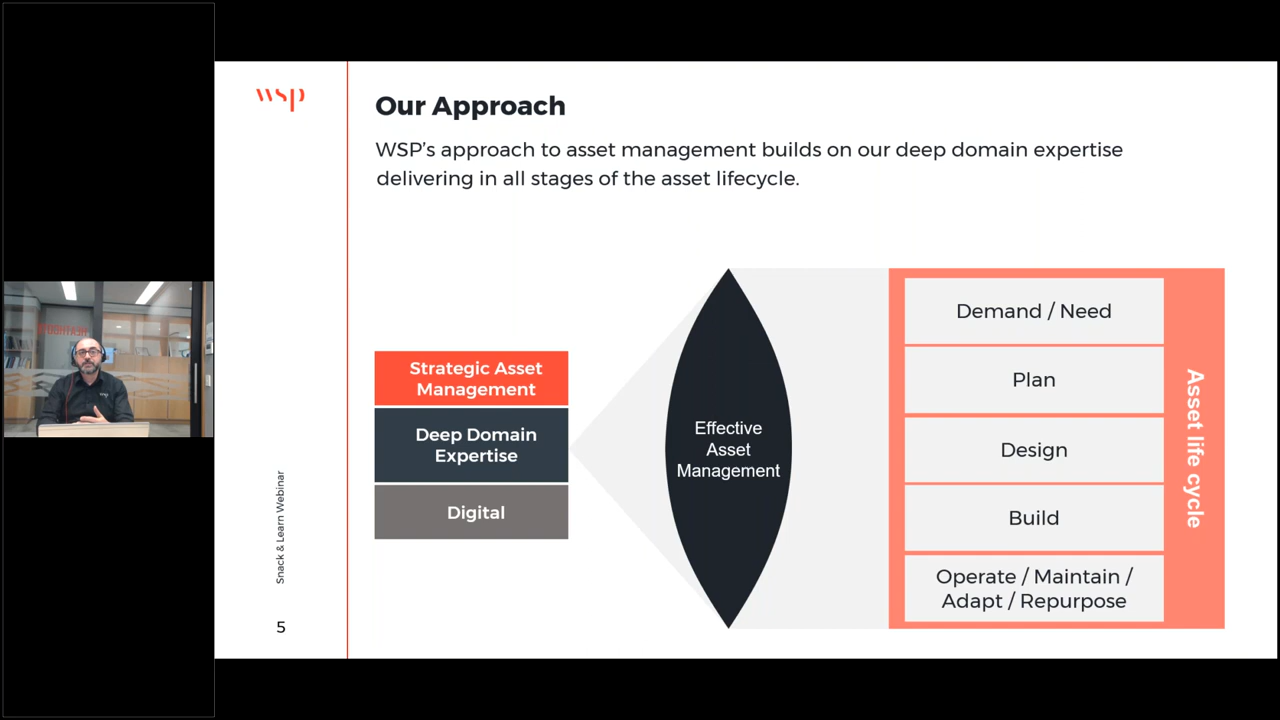 wsp
Our Approach
WSP's approach to asset management builds on our deep domain expertise
delivering in all stages of the asset lifecycle.
Strategic Asset
Management
Deep Domain
Expertise
Digital
Effective
Asset
Management
Demand / Need
Plan
Design
Build
Operate / Maintain /
Adapt / Repurpose
Asset life cycle
Snack & Learn Webinar
5